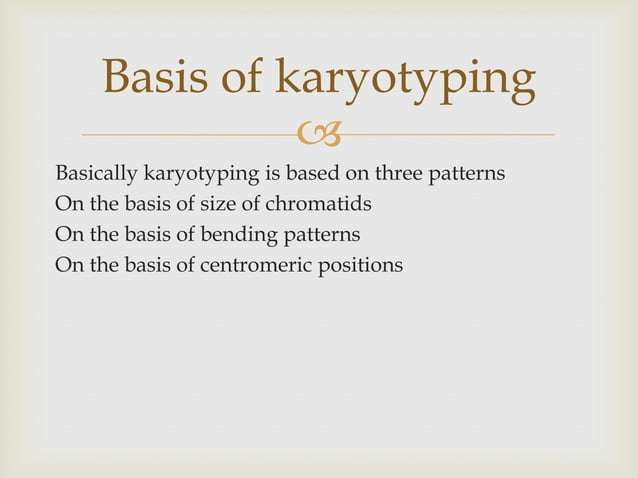 Basis of karyotyping
Basically karyotyping is based on three patterns
On the basis of size of chromatids
On the basis of bending patterns
On the basis of centromeric positions